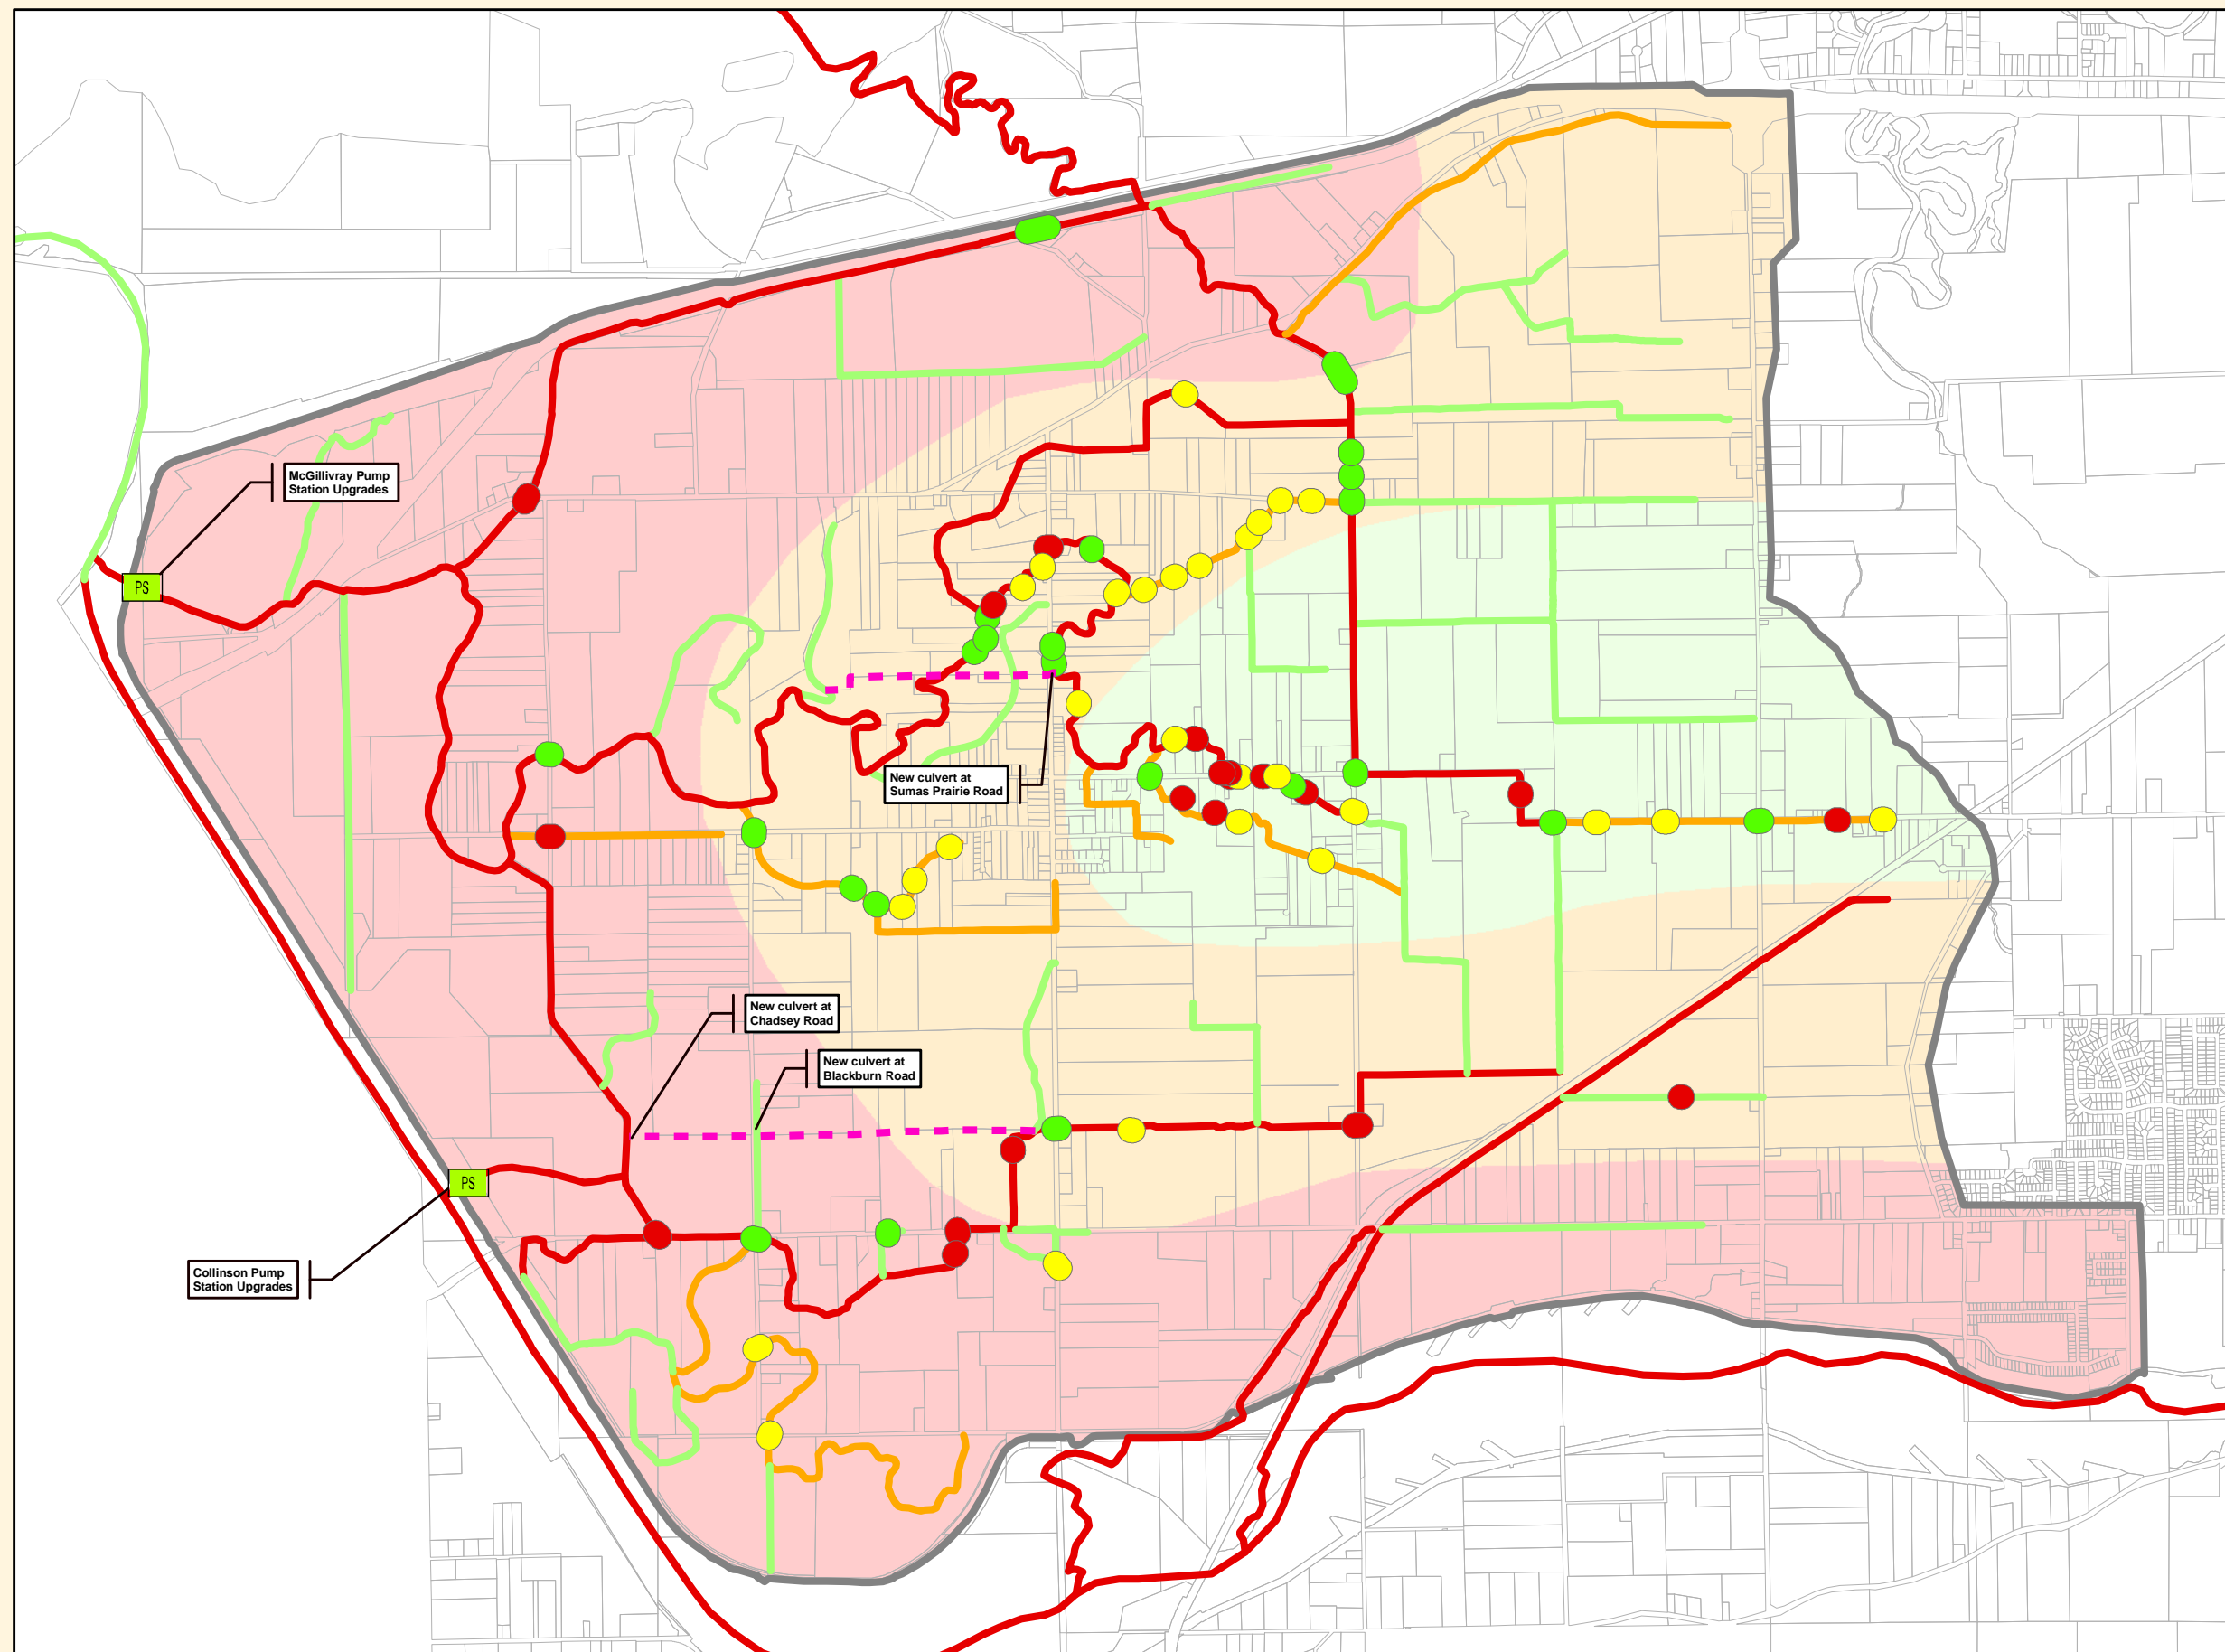 McGillivray Pump
Station Upgrades
PS
New culvert at
Sumas Prairie Road
New culvert at
Chadsey Road
New culvert at
Blackburn Road
PS
Collinson Pump
Station Upgrades